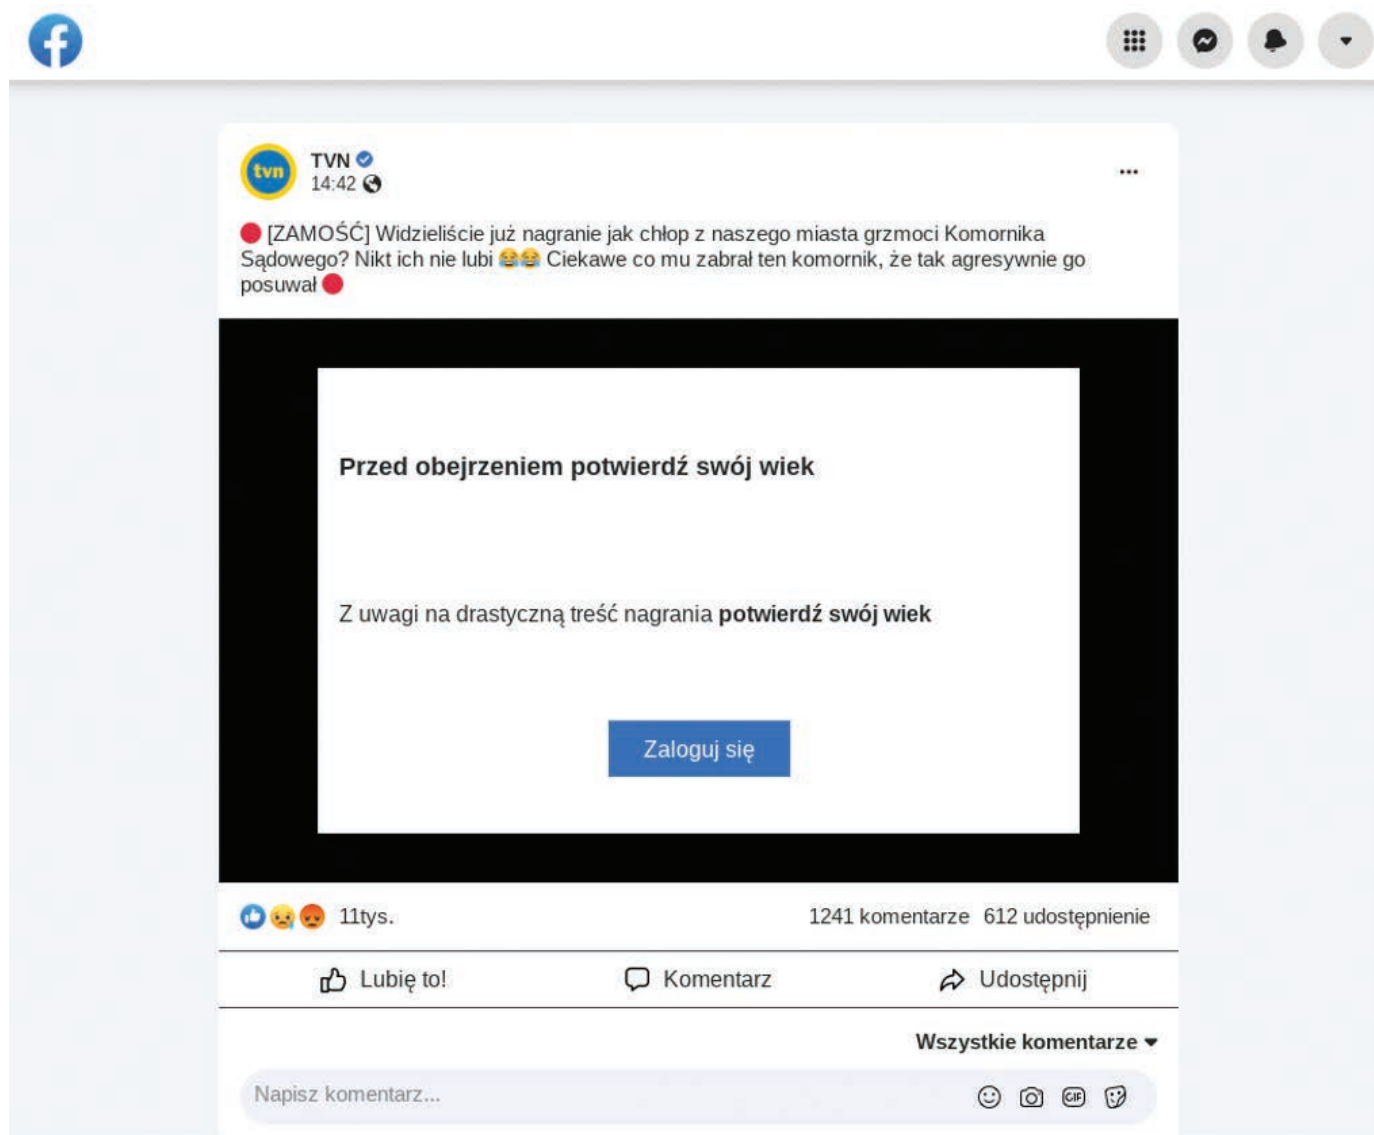 tvn
TVN
14:42
🔴 [ZAMOŚĆ] Widzieliście już nagranie jak chłop z naszego miasta grzmoci Komornika
Sądowego? Nikt ich nie lubi 😂😂 Ciekawe co mu zabrał ten komornik, że tak agresywnie go
posuwał 🔴
Przed obejrzeniem potwierdź swój wiek
Z uwagi na drastyczną treść nagrania potwierdź swój wiek
Zaloguj się
11tys. 1241 komentarze 612 udostępnienie
Lubię to! Komentarz Udostępnij
Wszystkie komentarze
Napisz komentarz... GIF